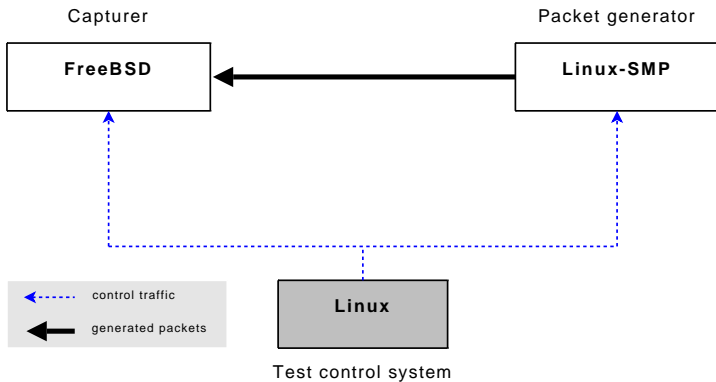 Capturer
Packet generator
FreeBSD
Linux-SMP
control traffic
generated packets
Linux
Test control system